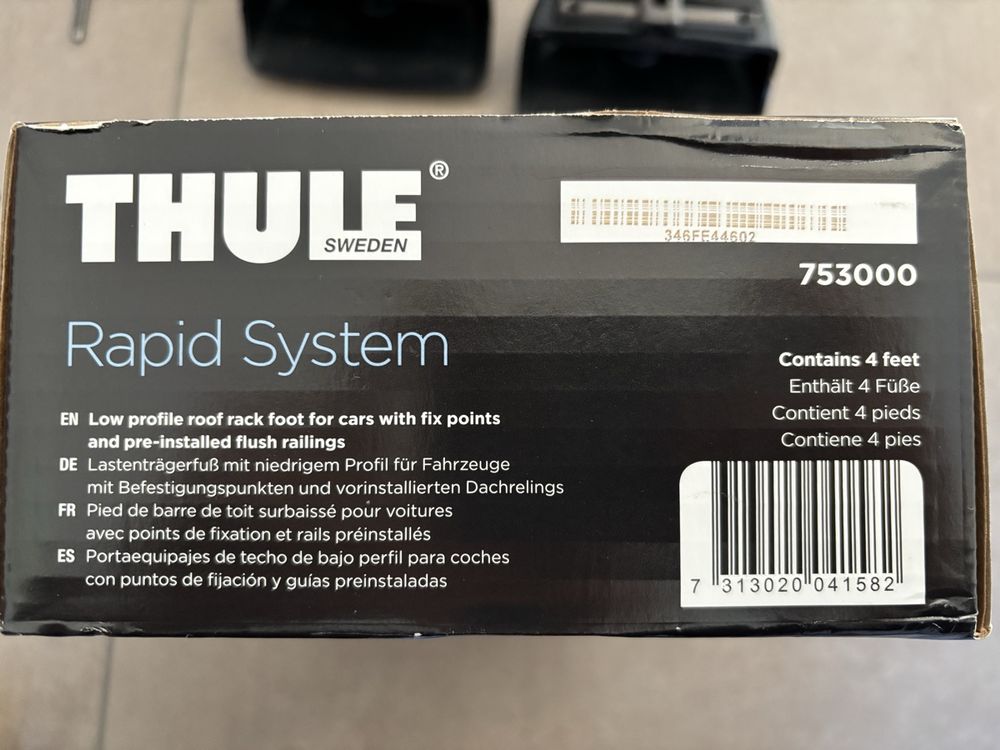 THULE®
SWEDEN
346FE44602
753000
Rapid System
Contains 4 feet
Enthält 4 Füße
Contient 4 pieds
Contiene 4 pies
EN Low profile roof rack foot for cars with fix points
and pre-installed flush railings
DE Lastenträgerfuß mit niedrigem Profil für Fahrzeuge
mit Befestigungspunkten und vorinstallierten Dachrelings
FR Pied de barre de toit surbaissé pour voitures
avec points de fixation et rails préinstallés
ES Portaequipajes de techo de bajo perfil para coches
con puntos de fijación y guías preinstaladas
7 313020 041582